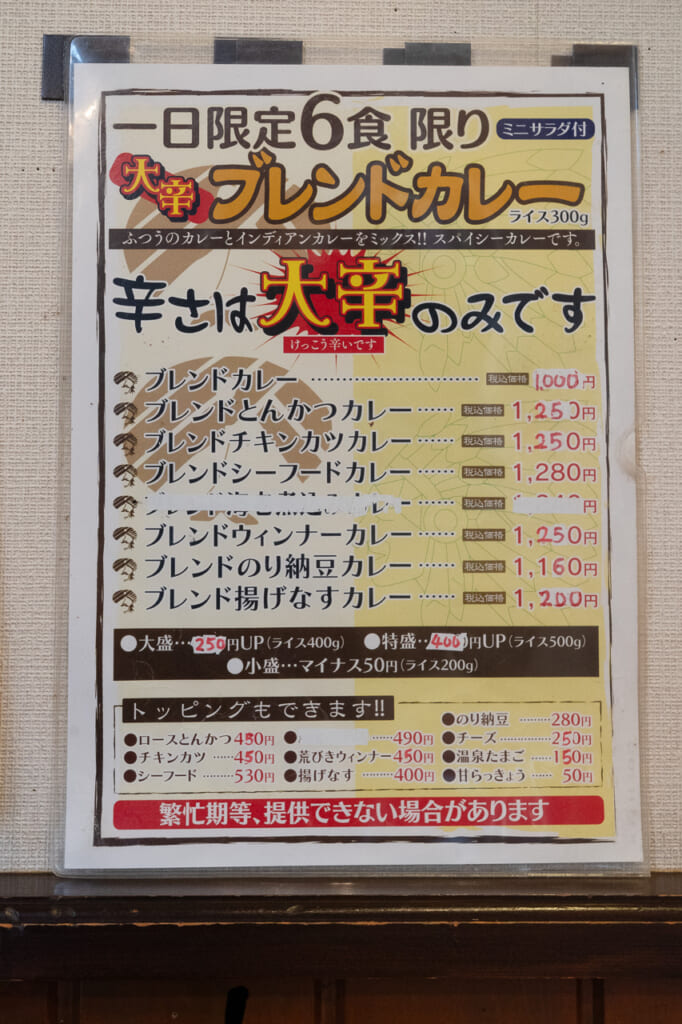 一日限定6食 限り ミニサラダ付
大辛 ブレンドカレー ライス300g
ふつうのカレーとインディアンカレーをミックス!! スパイシーカレーです。
辛さは大辛のみです
けっこう辛いです
ブレンドカレー ………………………… 税込価格 1,000円
ブレンドとんかつカレー …… 税込価格 1,250円
ブレンドチキンカツカレー …… 税込価格 1,250円
ブレンドシーフードカレー …… 税込価格 1,280円
…… 税込価格 円
ブレンドウィンナーカレー …… 税込価格 1,250円
ブレンドのり納豆カレー …… 税込価格 1,160円
ブレンド揚げなすカレー …… 税込価格 1,200円
●大盛…250円UP(ライス400g) ●特盛…400円UP(ライス500g)
●小盛…マイナス50円(ライス200g)
トッピングもできます!!
●ロースとんかつ 450円
●チキンカツ …… 450円
●シーフード ……… 530円
● …… 490円
●荒びきウィンナー 450円
●揚げなす …… 400円
●のり納豆 ……… 280円
●チーズ …… 250円
●温泉たまご …… 150円
●甘らっきょう …… 50円
繁忙期等、提供できない場合があります